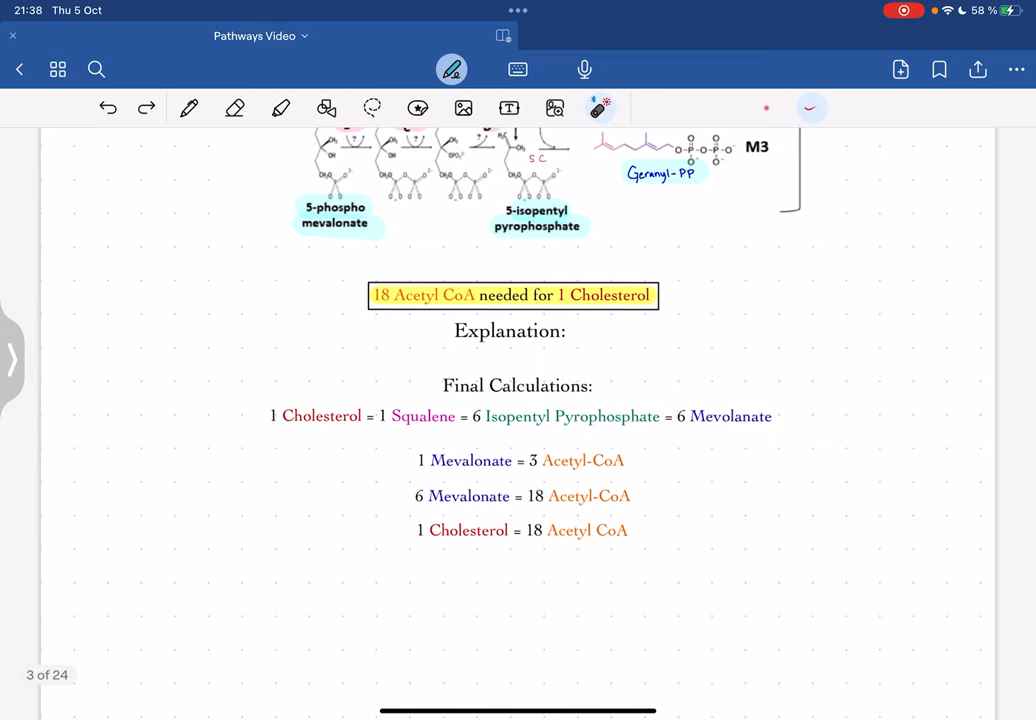 21:38 Thu 5 Oct
58 %
Pathways Video
M3
5 C
Geranyl-PP
5-phospho
mevalonate
5-isopentyl
pyrophosphate
18 Acetyl CoA needed for 1 Cholesterol
Explanation:
Final Calculations:
1 Cholesterol = 1 Squalene = 6 Isopentyl Pyrophosphate = 6 Mevolanate
1 Mevalonate = 3 Acetyl-CoA
6 Mevalonate = 18 Acetyl-CoA
1 Cholesterol = 18 Acetyl CoA
3 of 24